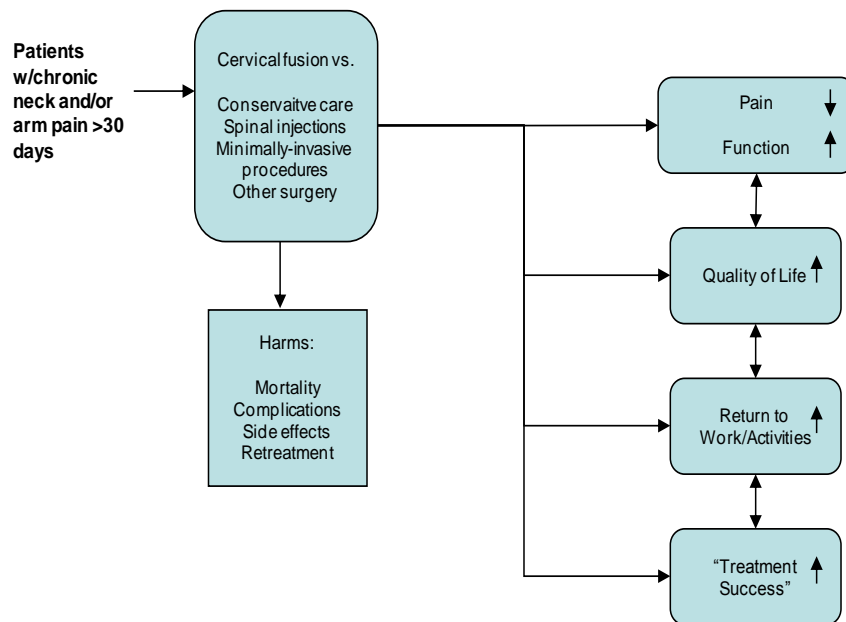 Patients
w/chronic
neck and/or
arm pain >30
days
Cervical fusion vs.
Conservaitve care
Spinal injections
Minimally-invasive
procedures
Other surgery
Harms:
Mortality
Complications
Side effects
Retreatment
Pain
Function
Quality of Life
Return to
Work/Activities
“Treatment
Success”